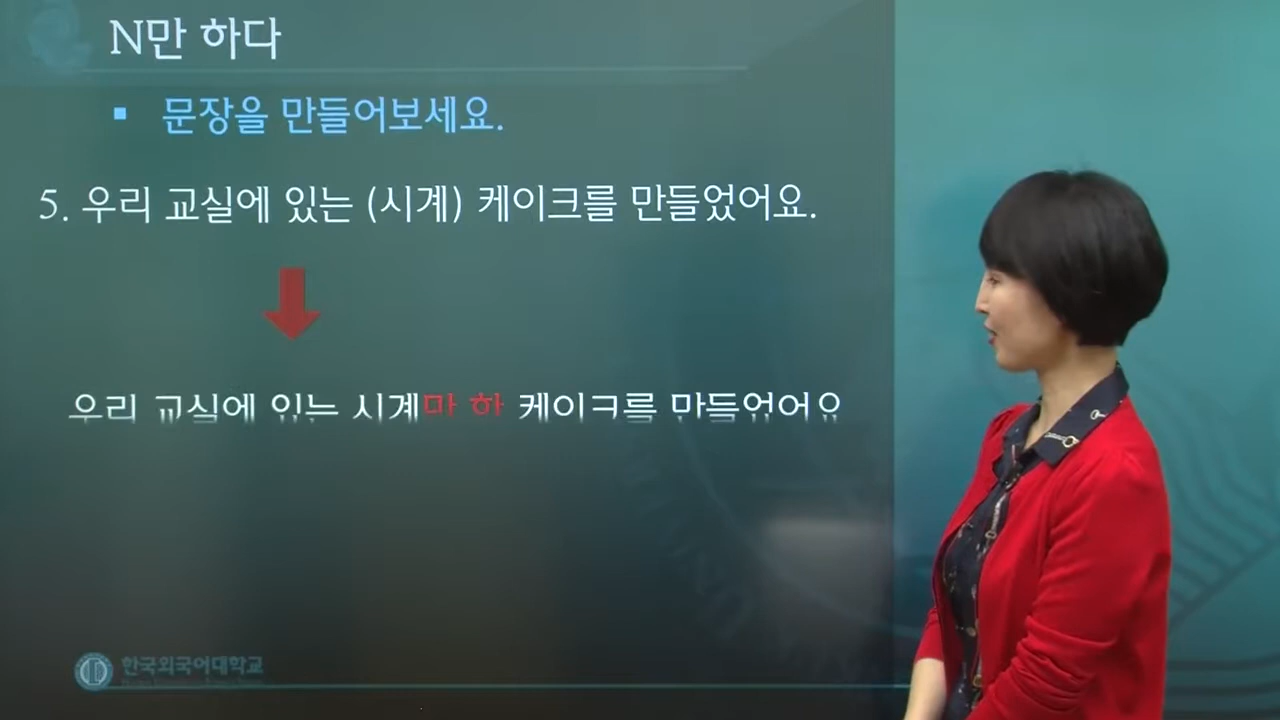 N만 하다
▪ 문장을 만들어보세요.
5. 우리 교실에 있는 (시계) 케이크를 만들었어요.
우리 교실에 있는 시계만 한 케이크를 만들었어요
한국외국어대학교